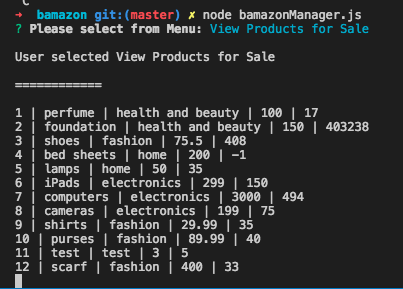 ^C
→ bamazon git:(master) ✗ node bamazonManager.js
? Please select from Menu: View Products for Sale
User selected View Products for Sale
============
1 | perfume | health and beauty | 100 | 17
2 | foundation | health and beauty | 150 | 403238
3 | shoes | fashion | 75.5 | 408
4 | bed sheets | home | 200 | -1
5 | lamps | home | 50 | 35
6 | iPads | electronics | 299 | 150
7 | computers | electronics | 3000 | 494
8 | cameras | electronics | 199 | 75
9 | shirts | fashion | 29.99 | 35
10 | purses | fashion | 89.99 | 40
11 | test | test | 3 | 5
12 | scarf | fashion | 400 | 33